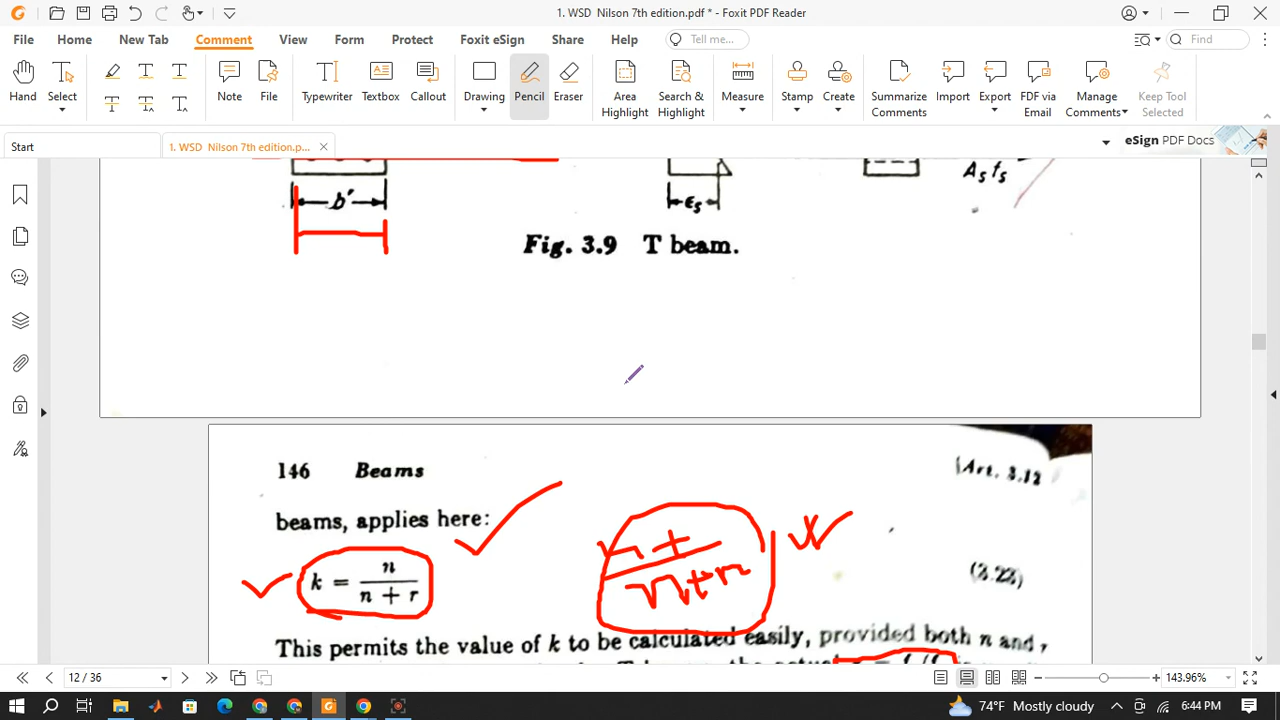 1. WSD Nilson 7th edition.pdf * - Foxit PDF Reader
File Home New Tab Comment View Form Protect Foxit eSign Share Help Tell me... Find
Hand Select Note File Typewriter Textbox Callout Drawing Pencil Eraser Area Highlight Search & Highlight Measure Stamp Create Summarize Comments Import Export FDF via Email Manage Comments Keep Tool Selected
Start 1. WSD Nilson 7th edition.p... eSign PDF Docs
b' ϵs As fs
Fig. 3.9 T beam.
146 Beams (Art. 3.12
beams, applies here:
k = n / n + r (3.23)
This permits the value of k to be calculated easily, provided both n and r
12 / 36 143.96%
74°F Mostly cloudy 6:44 PM